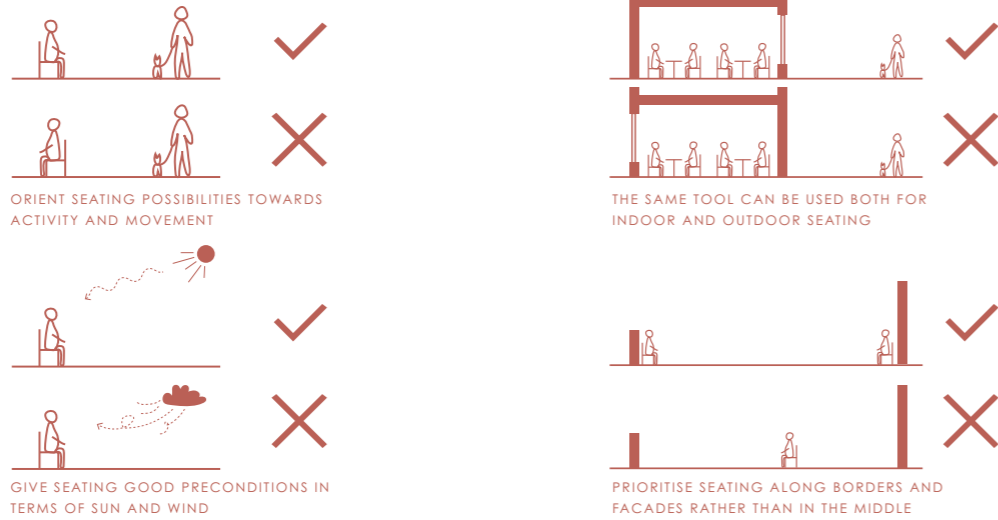 ORIENT SEATING POSSIBILITIES TOWARDS
ACTIVITY AND MOVEMENT
THE SAME TOOL CAN BE USED BOTH FOR
INDOOR AND OUTDOOR SEATING
GIVE SEATING GOOD PRECONDITIONS IN
TERMS OF SUN AND WIND
PRIORITISE SEATING ALONG BORDERS AND
FACADES RATHER THAN IN THE MIDDLE